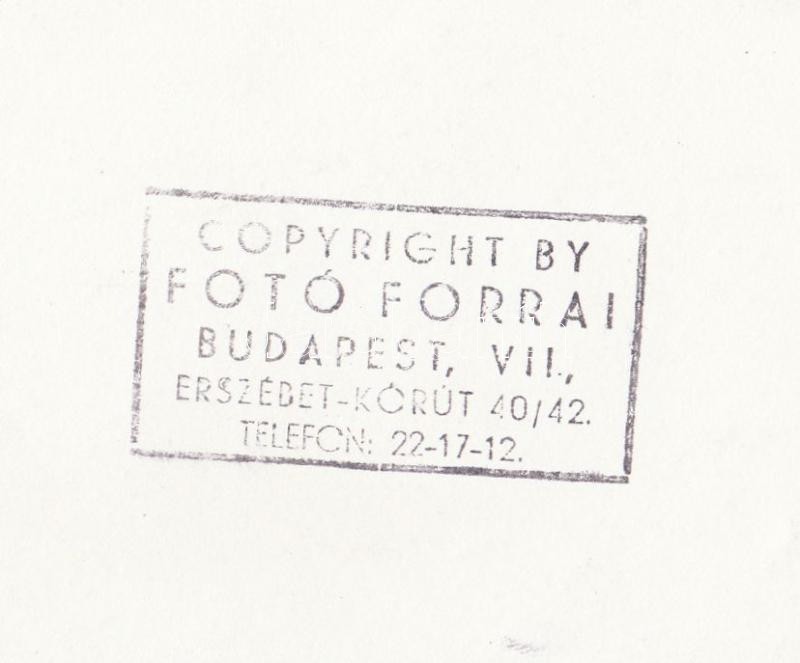 COPYRIGHT BY
FOTÓ FORRAI
BUDAPEST, VII.,
ERSZÉBET-KÖRÚT 40/42.
TELEFON: 22-17-12.